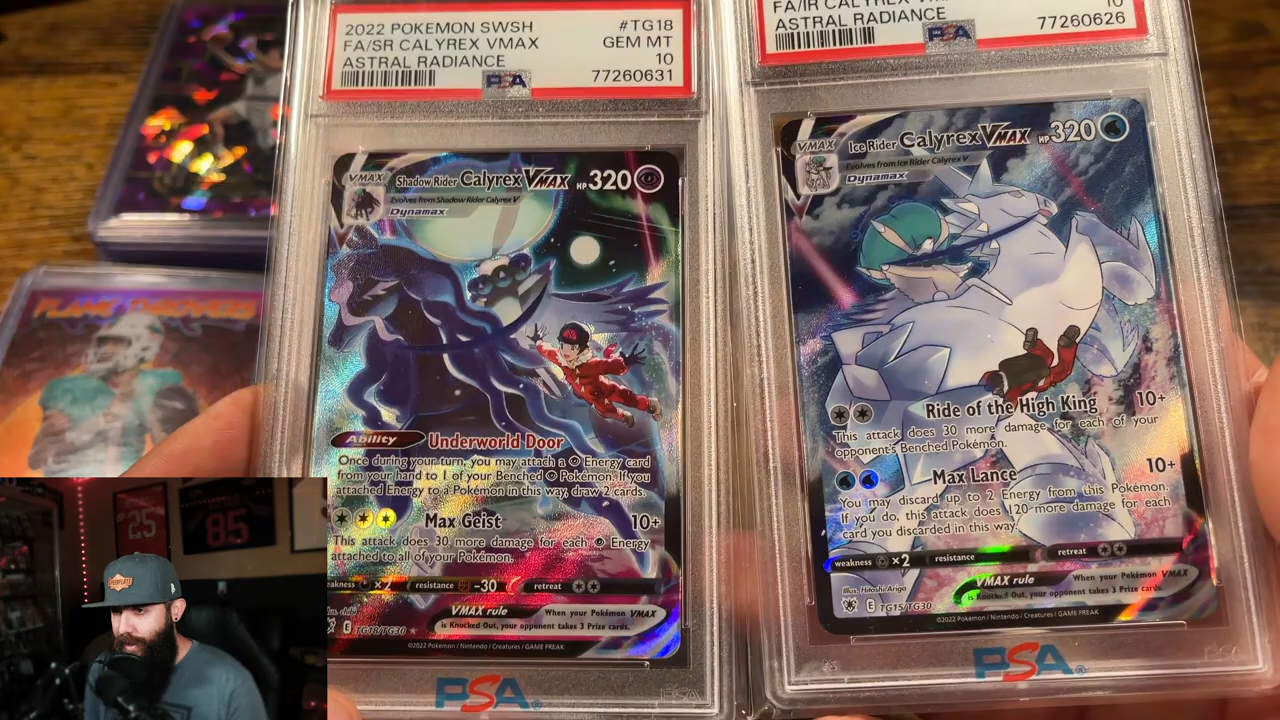 2022 POKEMON SWSH #TG18
FA/SR CALYREX VMAX GEM MT
ASTRAL RADIANCE 10
77260631
PSA
VMAX Shadow Rider Calyrex VMAX HP 320
Evolves from Shadow Rider Calyrex V
Dynamax
Ability Underworld Door
Once during your turn, you may attach a Energy card
from your hand to 1 of your Benched Pokémon. If you
attached Energy to a Pokémon in this way, draw 2 cards.
Max Geist 10+
This attack does 30 more damage for each Energy
attached to all of your Pokémon.
weakness ×2 resistance -30 retreat
VMAX rule When your Pokémon VMAX
is Knocked Out, your opponent takes 3 Prize cards.
E TG18/TG30
©2022 Pokémon / Nintendo / Creatures / GAME FREAK
PSA
FA/IR CALYREX 10
ASTRAL RADIANCE 77260626
PSA
VMAX Ice Rider Calyrex VMAX HP 320
Evolves from Ice Rider Calyrex V
Dynamax
Ride of the High King 10+
This attack does 30 more damage for each of your
opponent's Benched Pokémon.
Max Lance 10+
You may discard up to 2 Energy from this Pokémon.
If you do, this attack does 120 more damage for each
card you discarded in this way.
weakness ×2 resistance retreat
VMAX rule When your Pokémon VMAX
is Knocked Out, your opponent takes 3 Prize cards.
Illus. Hitoshi Ariga
E TG15/TG30
©2022 Pokémon / Nintendo / Creatures / GAME FREAK
PSA
FLAME THROWERS
25
85